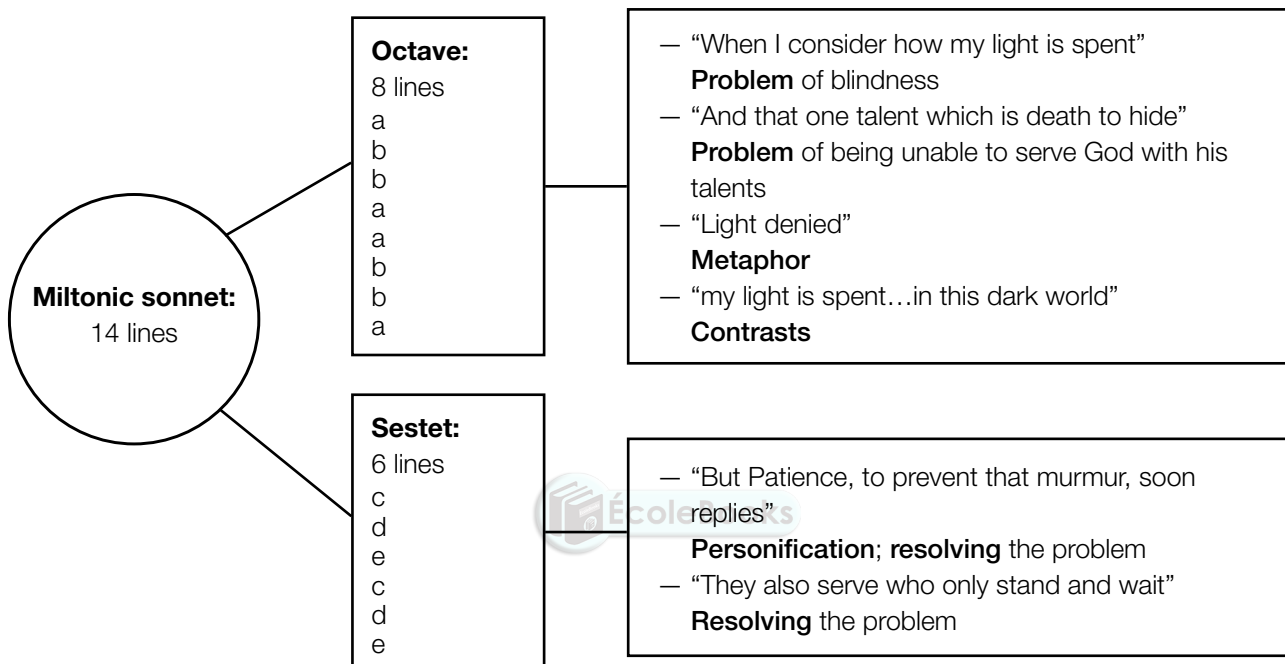 Miltonic sonnet:
14 lines
Octave:
8 lines
a
b
b
a
a
b
b
a
— “When I consider how my light is spent”
Problem of blindness
— “And that one talent which is death to hide”
Problem of being unable to serve God with his
talents
— “Light denied”
Metaphor
— “my light is spent…in this dark world”
Contrasts
Sestet:
6 lines
c
d
e
c
d
e
— “But Patience, to prevent that murmur, soon
replies”
Personification; resolving the problem
— “They also serve who only stand and wait”
Resolving the problem
ÉcoleBooks